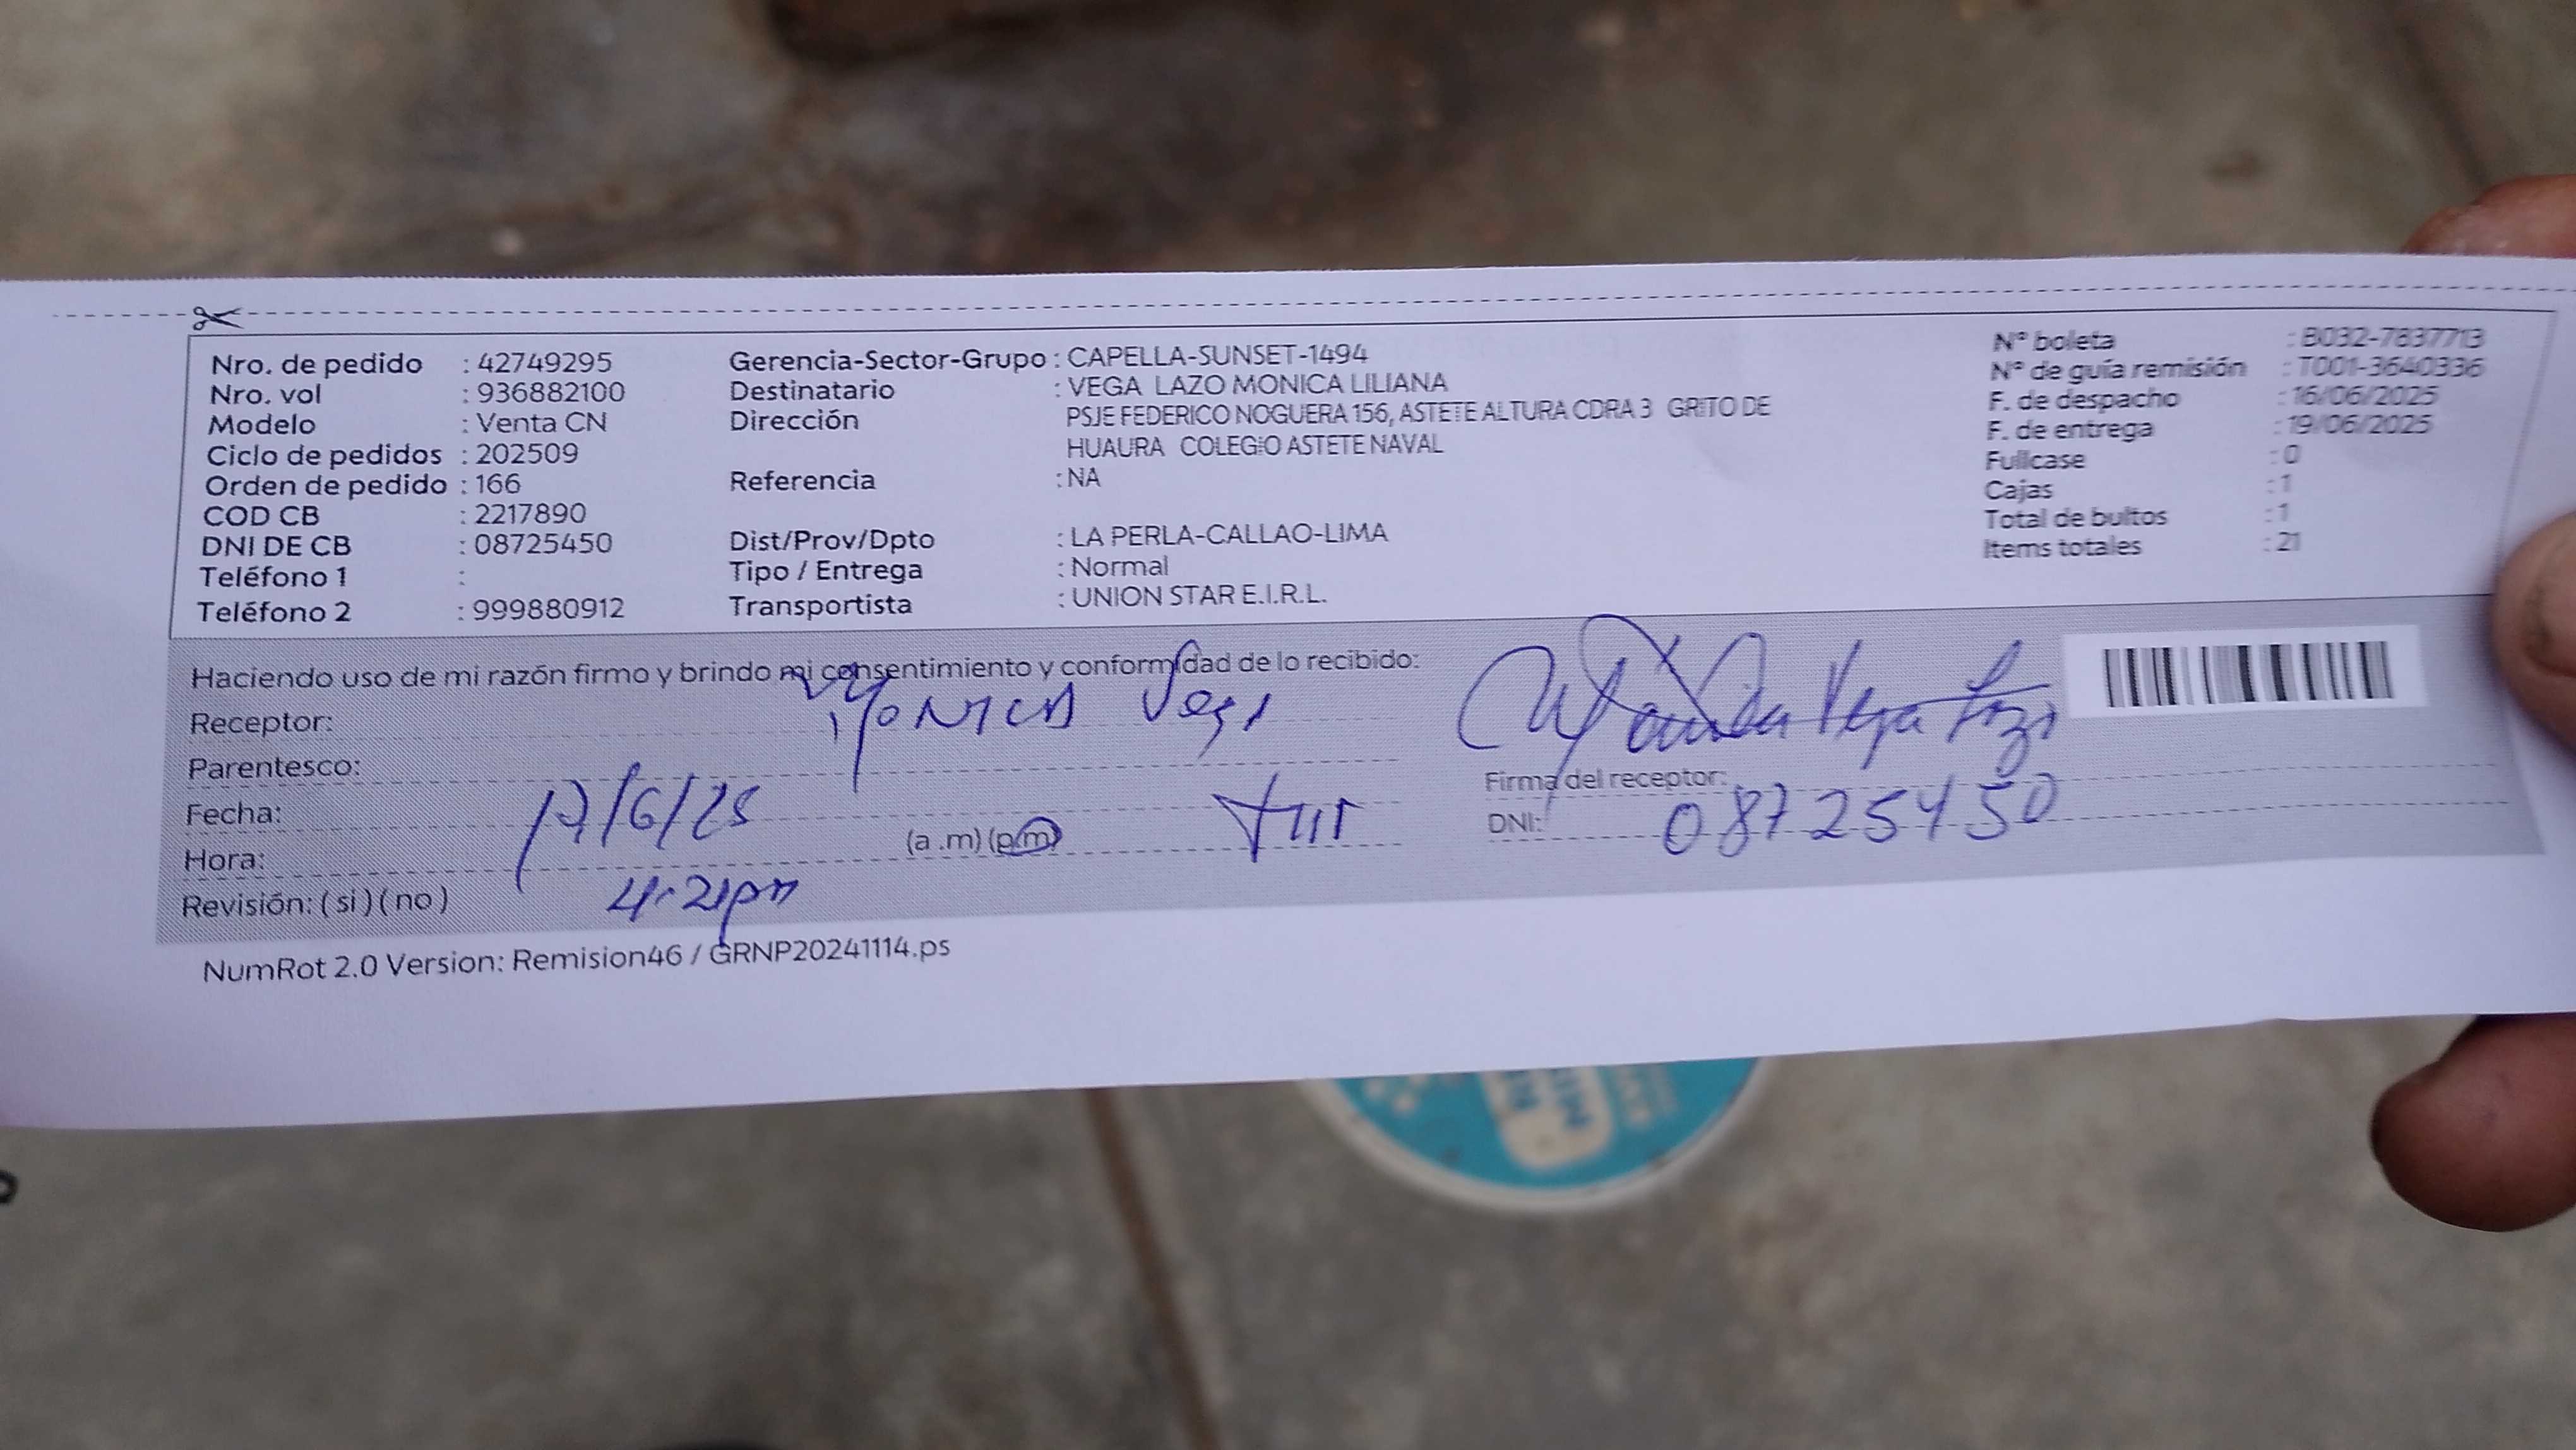 Nro. de pedido : 42749295
Nro. vol : 936882100
Modelo : Venta CN
Ciclo de pedidos : 202509
Orden de pedido : 166
COD CB : 2217890
DNI DE CB : 08725450
Teléfono 1 :
Teléfono 2 : 999880912
Gerencia-Sector-Grupo : CAPELLA-SUNSET-1494
Destinatario : VEGA LAZO MONICA LILIANA
Dirección PSJE FEDERICO NOGUERA 156, ASTETE ALTURA CDRA 3 GRITO DE
HUAURA COLEGIO ASTETE NAVAL
Referencia : NA
Dist/Prov/Dpto : LA PERLA-CALLAO-LIMA
Tipo / Entrega : Normal
Transportista : UNION STAR E.I.R.L.
N° boleta : B032-7837713
N° de guía remisión : T001-3640336
F. de despacho : 16/06/2025
F. de entrega : 19/06/2025
Fullcase : 0
Cajas : 1
Total de bultos : 1
Items totales : 21
Haciendo uso de mi razón firmo y brindo mi consentimiento y conformidad de lo recibido:
Receptor: Monica Vega
Parentesco:
Fecha: 17/6/25
Hora: (a .m) (p.m)
4:21pm
Revisión: ( si ) ( no )
Vega Lazo
Firma del receptor:
DNI: 08725450
NumRot 2.0 Version: Remision46 / GRNP20241114.ps